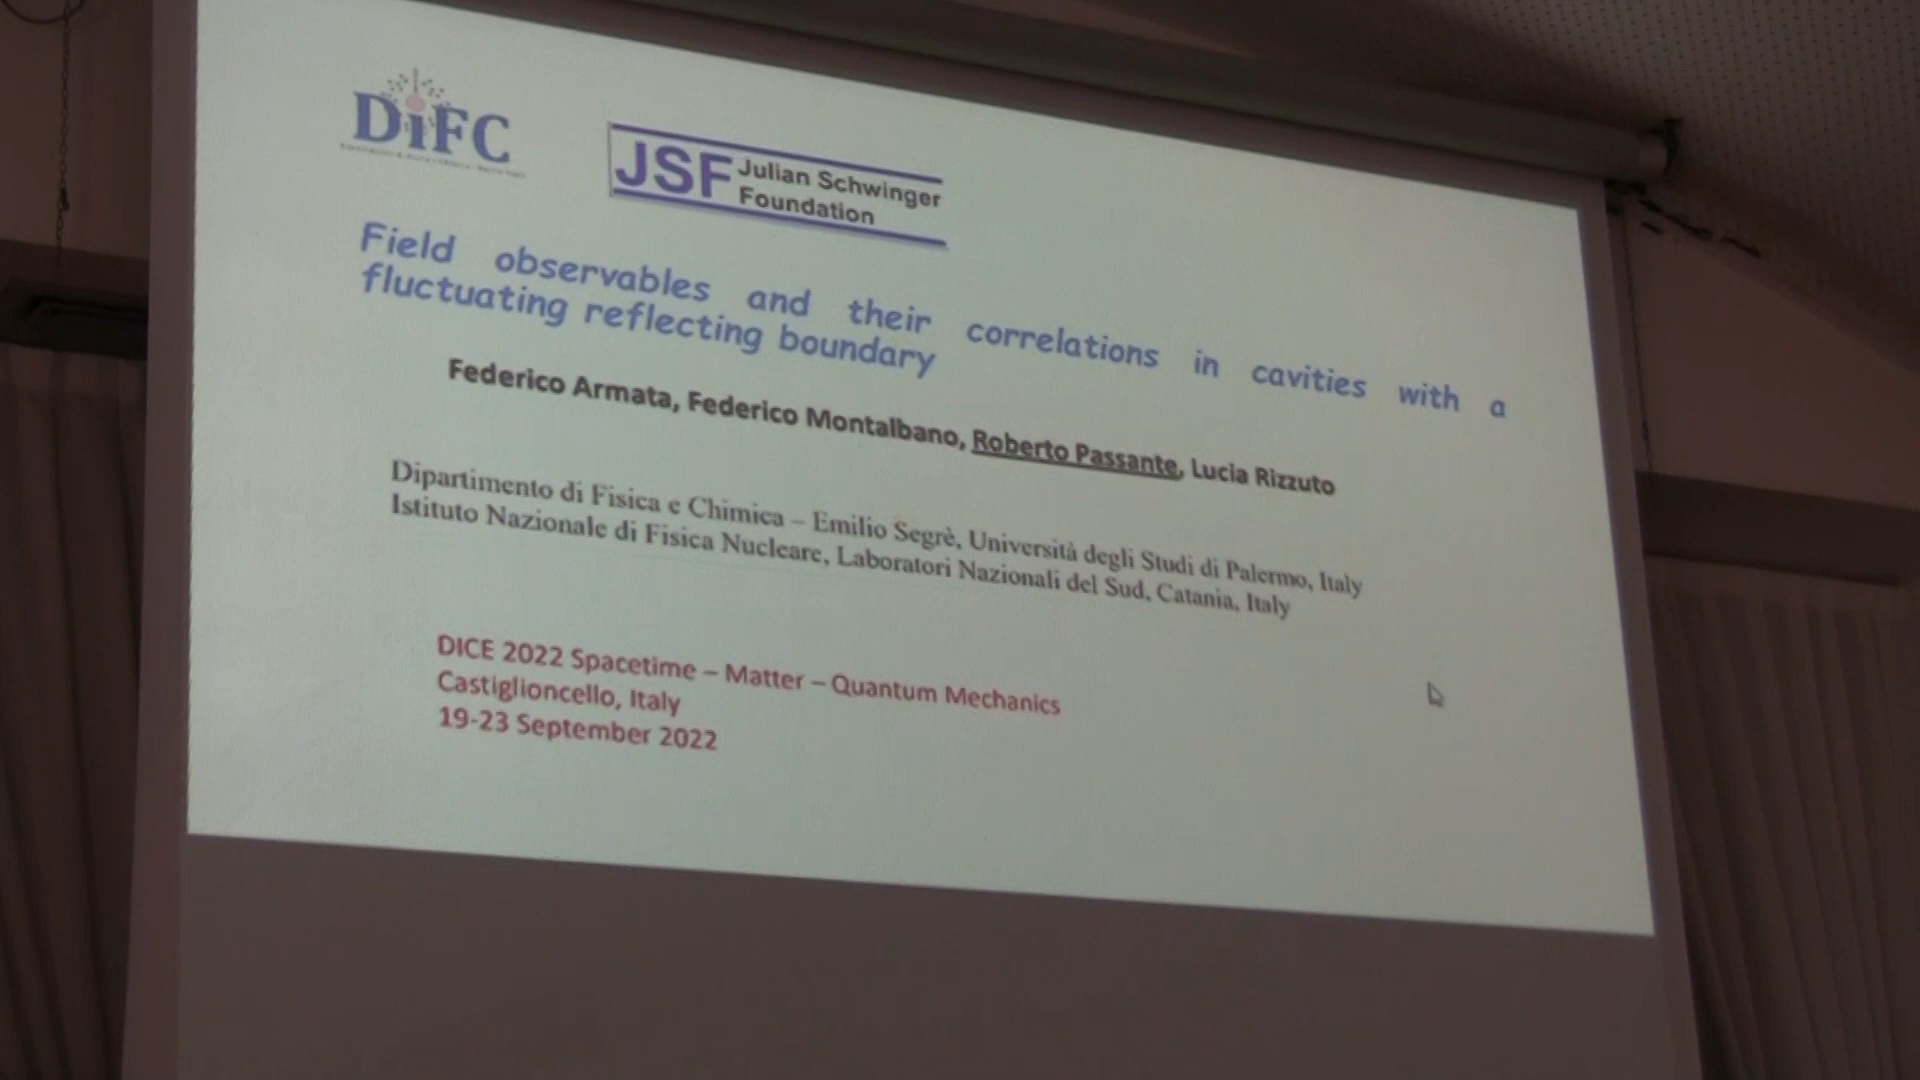 DiFC
JSF Julian Schwinger
Foundation
Field observables and their correlations in cavities with a
fluctuating reflecting boundary
Federico Armata, Federico Montalbano, Roberto Passante, Lucia Rizzuto
Dipartimento di Fisica e Chimica – Emilio Segrè, Università degli Studi di Palermo, Italy
Istituto Nazionale di Fisica Nucleare, Laboratori Nazionali del Sud, Catania, Italy
DICE 2022 Spacetime – Matter – Quantum Mechanics
Castiglioncello, Italy
19-23 September 2022